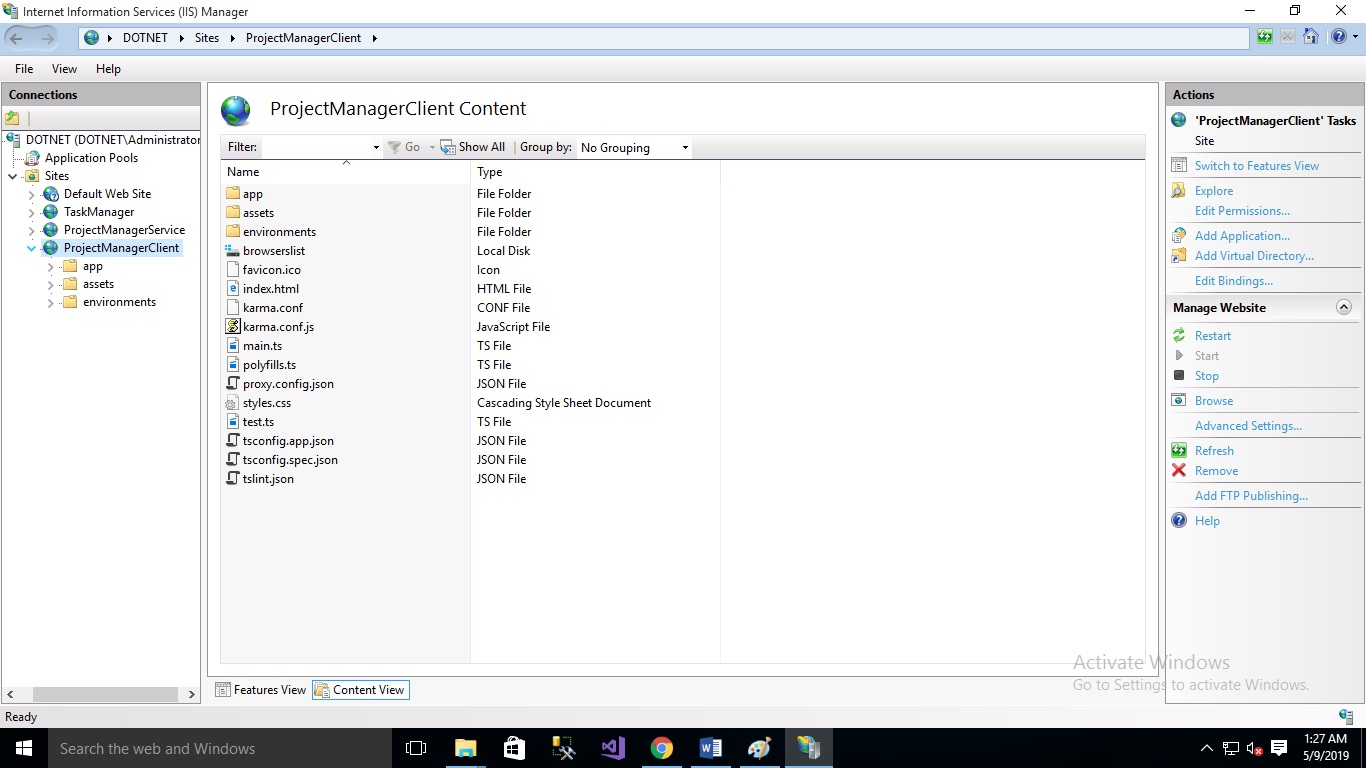 Internet Information Services (IIS) Manager
DOTNET Sites ProjectManagerClient
File View Help
Connections
DOTNET (DOTNET\Administrator
Application Pools
Sites
Default Web Site
TaskManager
ProjectManagerService
ProjectManagerClient
app
assets
environments
ProjectManagerClient Content
Filter: Go Show All Group by: No Grouping
Name Type
app File Folder
assets File Folder
environments File Folder
browserslist Local Disk
favicon.ico Icon
index.html HTML File
karma.conf CONF File
karma.conf.js JavaScript File
main.ts TS File
polyfills.ts TS File
proxy.config.json JSON File
styles.css Cascading Style Sheet Document
test.ts TS File
tsconfig.app.json JSON File
tsconfig.spec.json JSON File
tslint.json JSON File
Features View Content View
Actions
'ProjectManagerClient' Tasks
Site
Switch to Features View
Explore
Edit Permissions...
Add Application...
Add Virtual Directory...
Edit Bindings...
Manage Website
Restart
Start
Stop
Browse
Advanced Settings...
Refresh
Remove
Add FTP Publishing...
Help
Activate Windows
Go to Settings to activate Windows.
Ready
Search the web and Windows
1:27 AM
5/9/2019